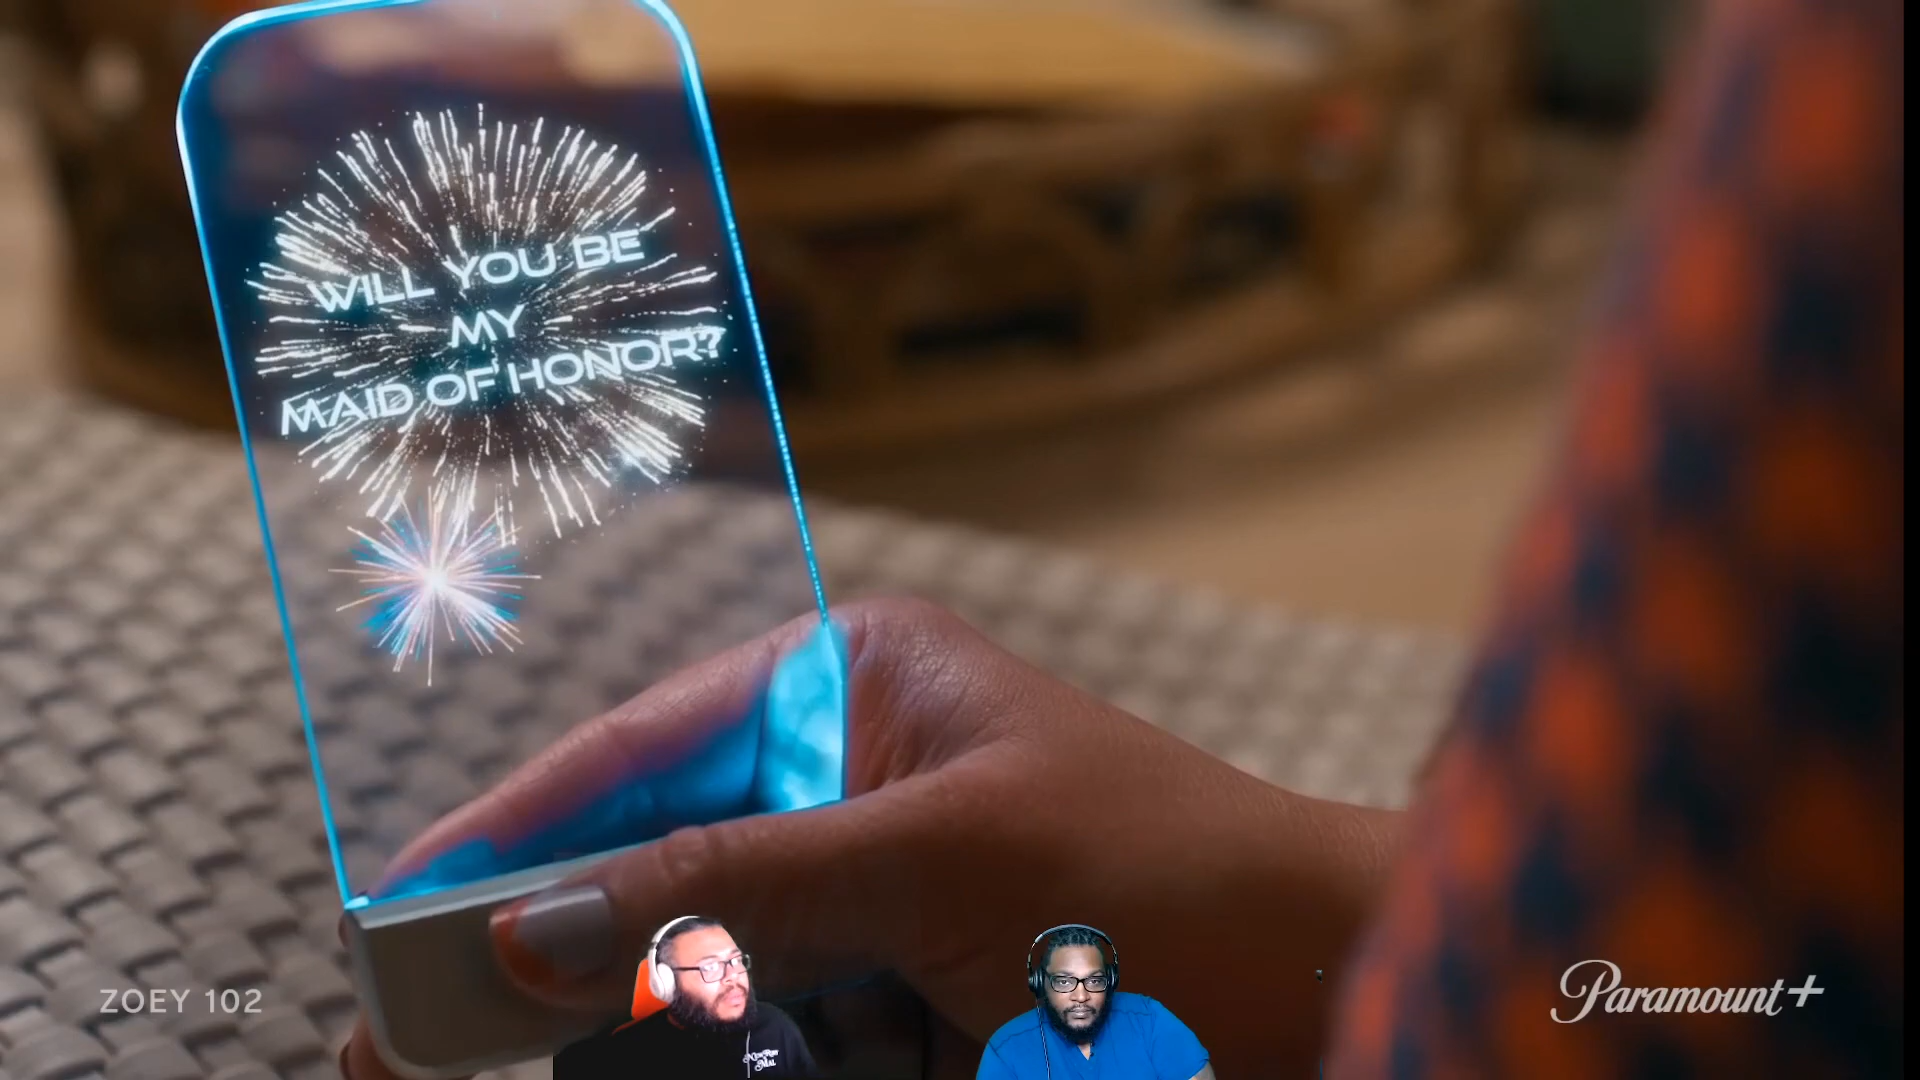 WILL YOU BE
MY
MAID OF HONOR?
ZOEY 102
Paramount+